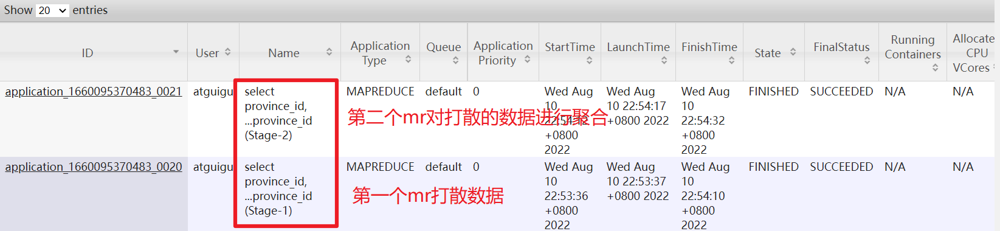 Show 20 entries
ID User Name Application Type Queue Application Priority StartTime LaunchTime FinishTime State FinalStatus Running Containers Allocate CPU VCores
application_1660095370483_0021 atguigu select MAPREDUCE default 0 Wed Aug Wed Aug Wed Aug FINISHED SUCCEEDED N/A N/A
province_id, 10 10 22:54:17 10
...province_id 22:54:12 +0800 2022 22:54:32
(Stage-2) +0800 +0800
2022 2022
第二个mr对打散的数据进行聚合
application_1660095370483_0020 atguigu select MAPREDUCE default 0 Wed Aug Wed Aug Wed Aug FINISHED SUCCEEDED N/A N/A
province_id, 10 10 22:53:37 10
...province_id 22:53:36 +0800 2022 22:54:10
(Stage-1) +0800 +0800
2022 2022
第一个mr打散数据